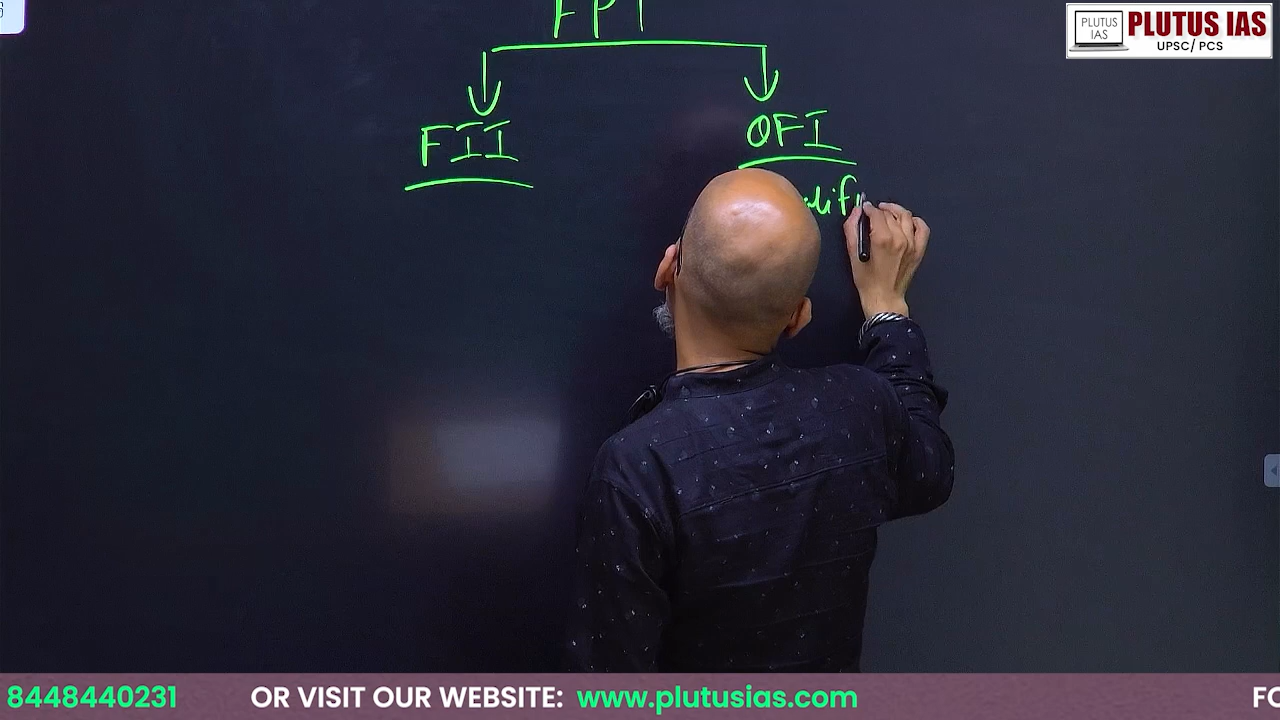 FPI
PLUTUS
IAS
PLUTUS IAS
UPSC/ PCS
FII
QFI
8448440231 OR VISIT OUR WEBSITE: www.plutusias.com